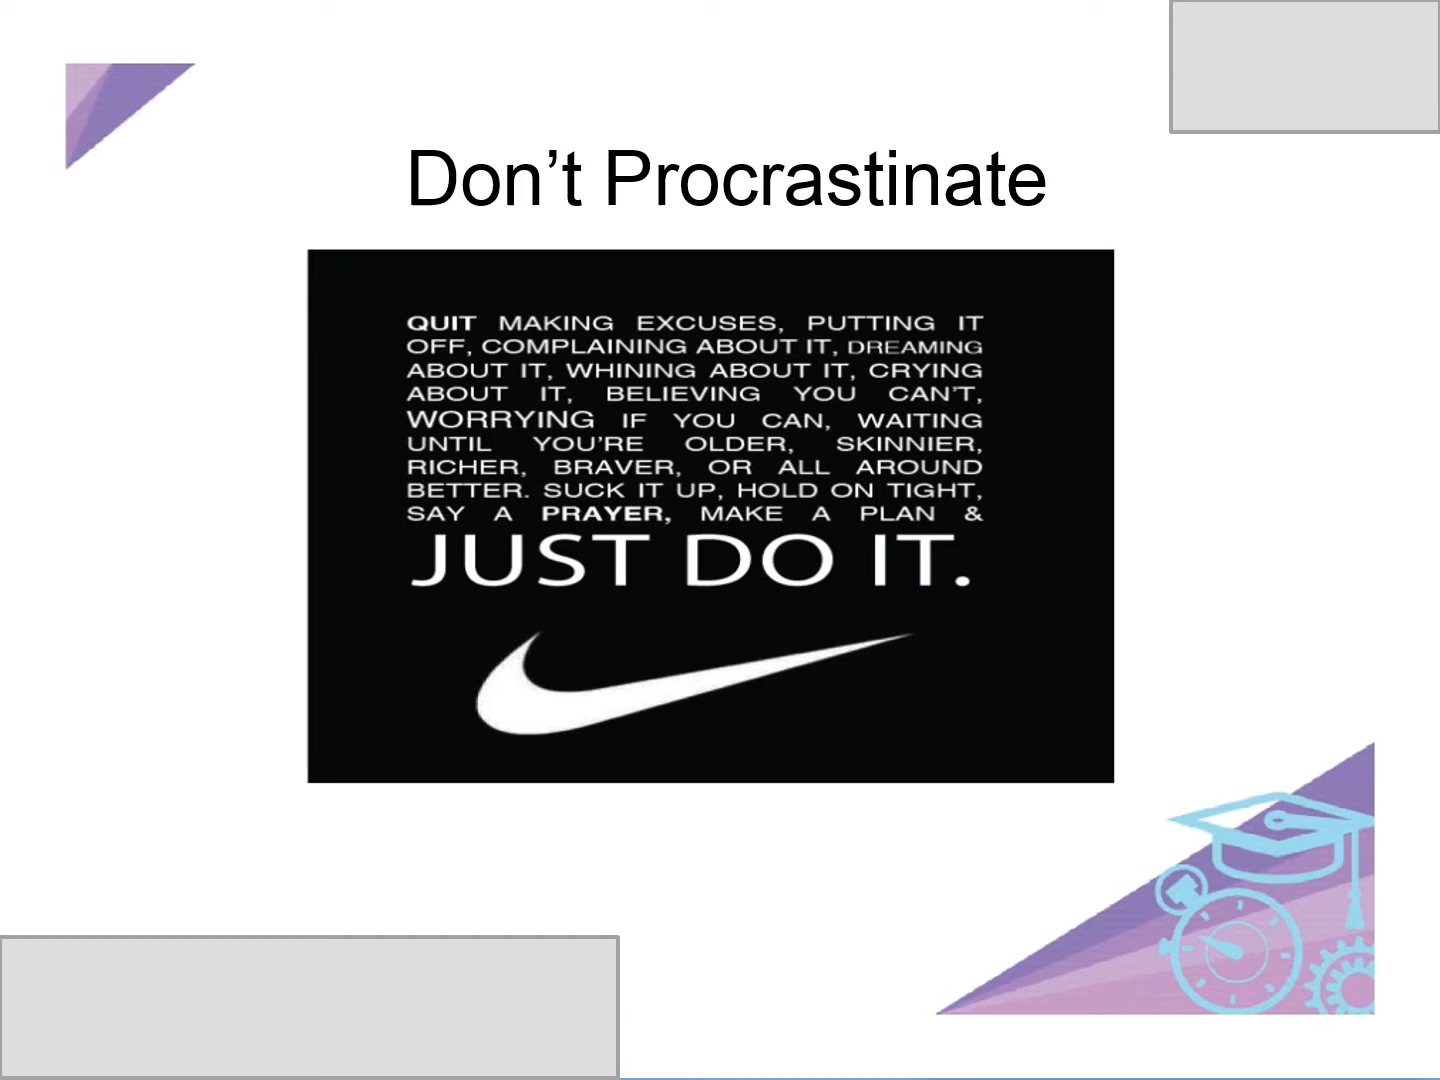 Don’t Procrastinate
QUIT MAKING EXCUSES, PUTTING IT
OFF, COMPLAINING ABOUT IT, DREAMING
ABOUT IT, WHINING ABOUT IT, CRYING
ABOUT IT, BELIEVING YOU CAN’T,
WORRYING IF YOU CAN, WAITING
UNTIL YOU’RE OLDER, SKINNIER,
RICHER, BRAVER, OR ALL AROUND
BETTER. SUCK IT UP, HOLD ON TIGHT,
SAY A PRAYER, MAKE A PLAN &
JUST DO IT.